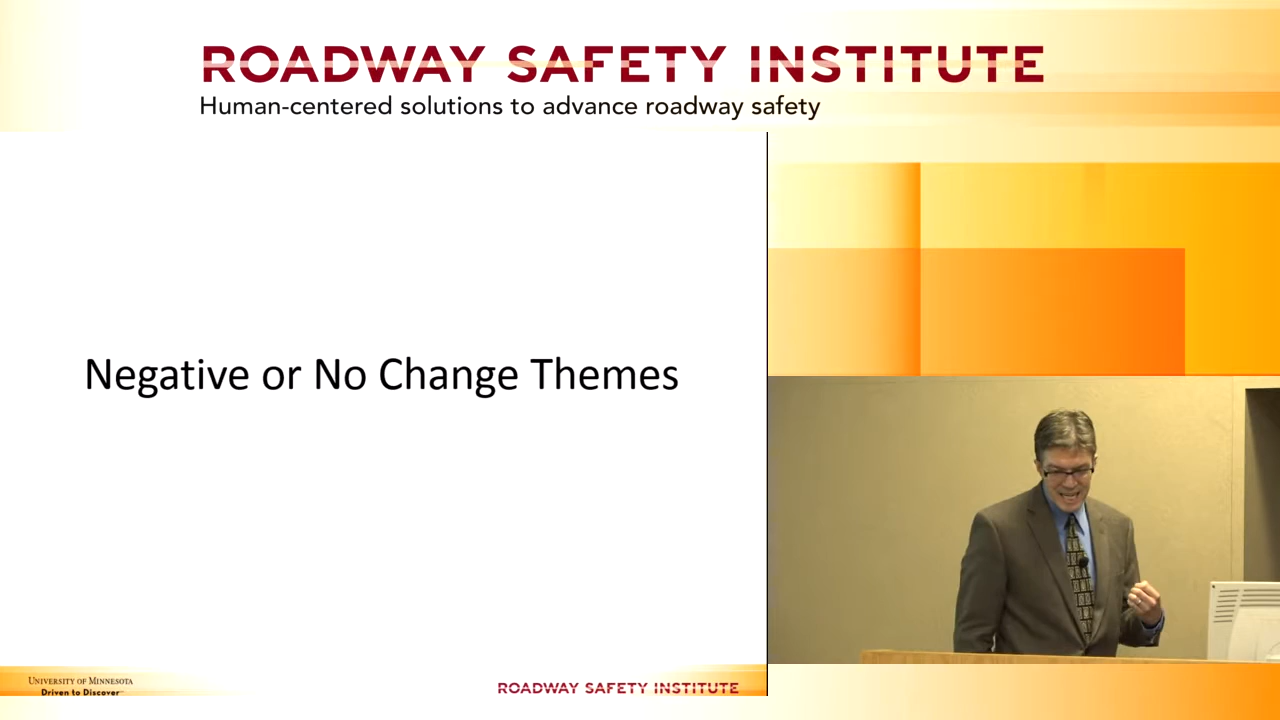 ROADWAY SAFETY INSTITUTE
Human-centered solutions to advance roadway safety
Negative or No Change Themes
UNIVERSITY OF MINNESOTA
Driven to Discover
ROADWAY SAFETY INSTITUTE